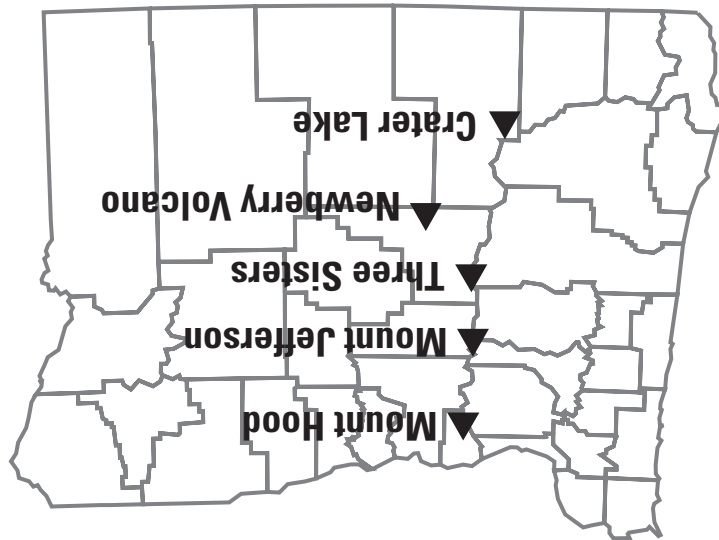 Mount Hood
Mount Jefferson
Three Sisters
Newberry Volcano
Crater Lake